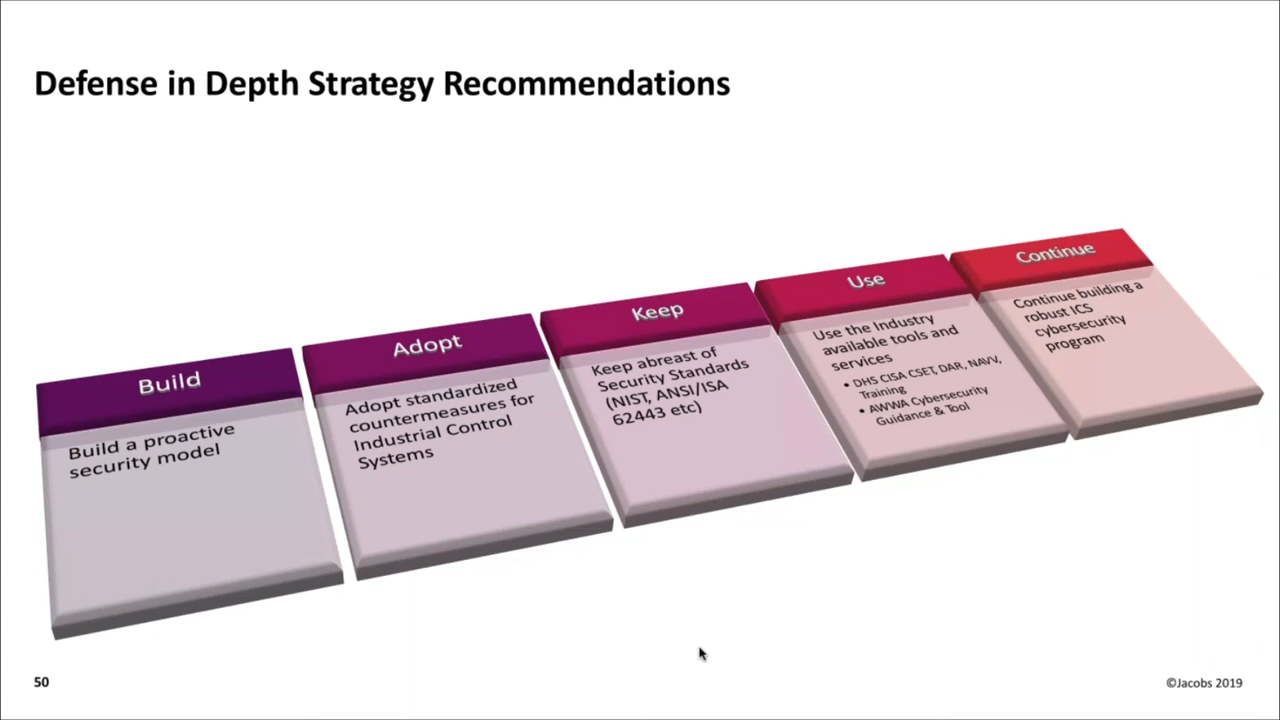 Defense in Depth Strategy Recommendations
Build
Build a proactive
security model
Adopt
Adopt standardized
countermeasures for
Industrial Control
Systems
Keep
Keep abreast of
Security Standards
(NIST, ANSI/ISA
62443 etc)
Use
Use the Industry
available tools and
services
• DHS CISA CSET, DAR, NAVV,
Training
• AWWA Cybersecurity
Guidance & Tool
Continue
Continue building a
robust ICS
cybersecurity
program
50
©Jacobs 2019